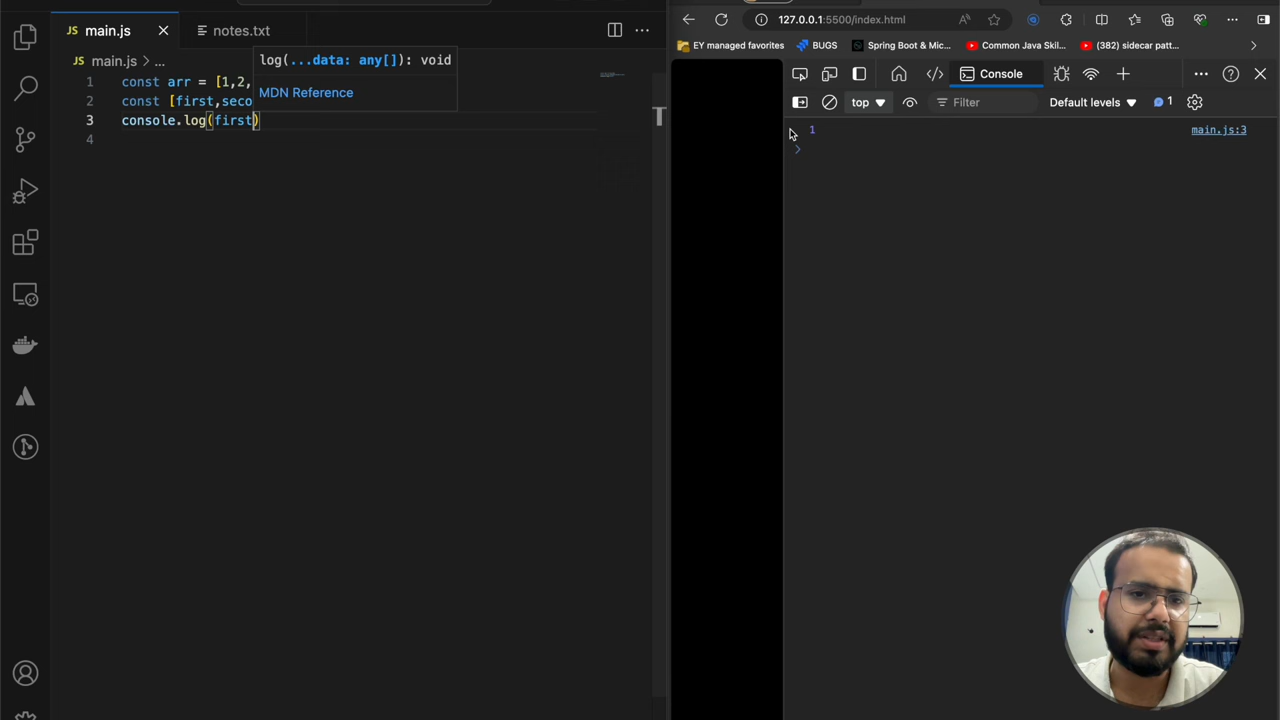 main.js
notes.txt
main.js > ...
log(...data: any[]): void
MDN Reference
1 const arr = [1,2,
2 const [first,seco
3 console.log(first)
4
127.0.0.1:5500/index.html
EY managed favorites
BUGS
Spring Boot & Mic...
Common Java Skil...
(382) sidecar patt...
Console
top
Filter
Default levels
1
1 main.js:3